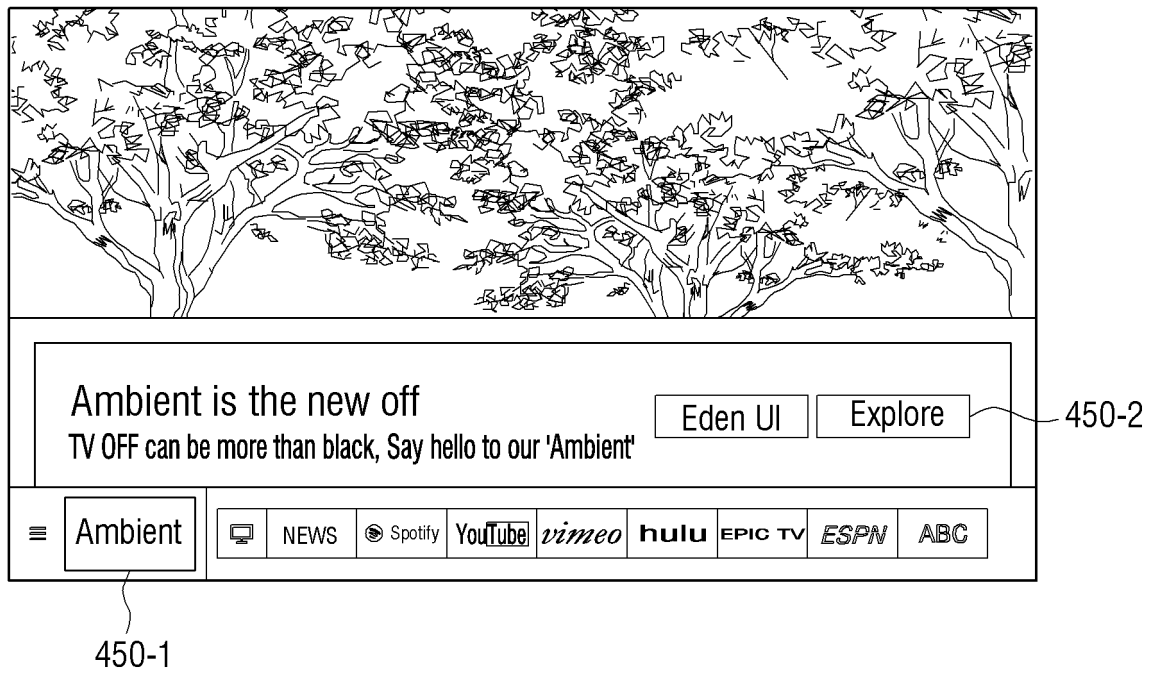 Ambient is the new off
TV OFF can be more than black, Say hello to our 'Ambient'
Eden UI
Explore
450-2
Ambient
NEWS
Spotify
YouTube
vimeo
hulu
EPIC TV
ESPN
ABC
450-1